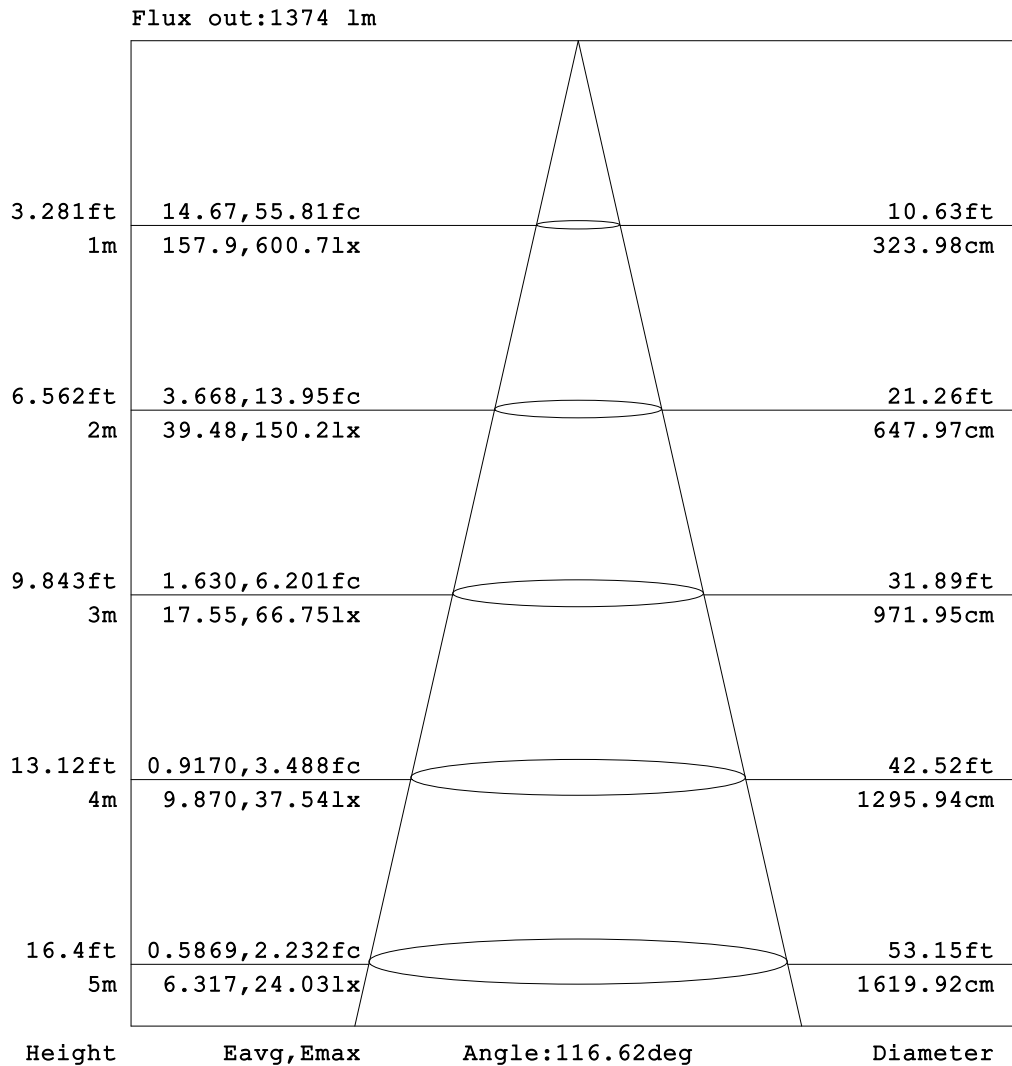 Flux out:1374 lm
3.281ft 14.67,55.81fc 10.63ft
1m 157.9,600.7lx 323.98cm
6.562ft 3.668,13.95fc 21.26ft
2m 39.48,150.2lx 647.97cm
9.843ft 1.630,6.201fc 31.89ft
3m 17.55,66.75lx 971.95cm
13.12ft 0.9170,3.488fc 42.52ft
4m 9.870,37.54lx 1295.94cm
16.4ft 0.5869,2.232fc 53.15ft
5m 6.317,24.03lx 1619.92cm
Height Eavg,Emax Angle:116.62deg Diameter